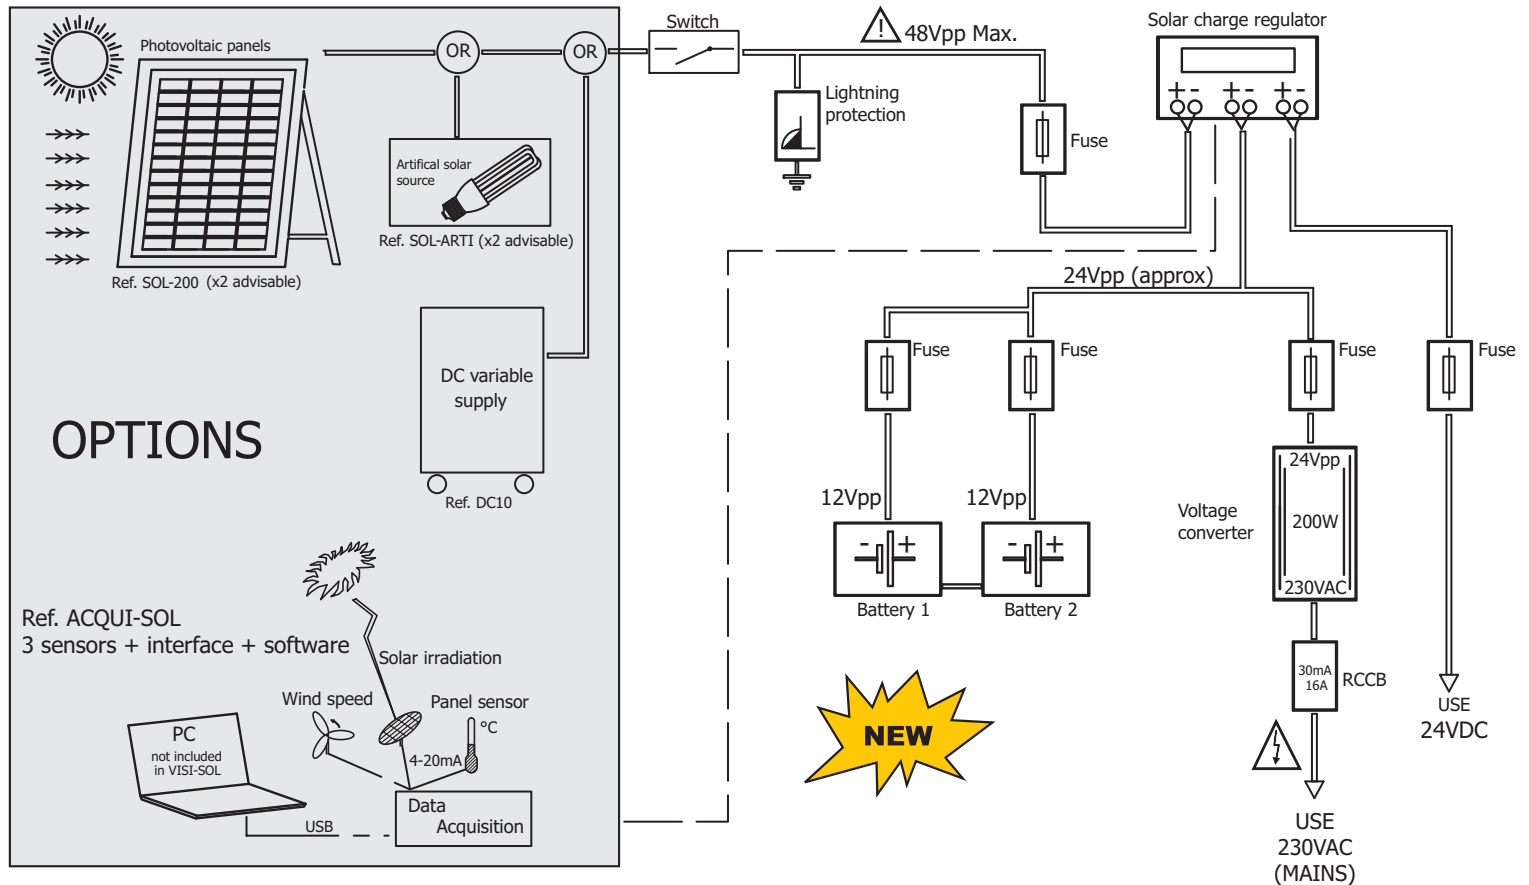 Photovoltaic panels
OR
OR
Switch
48Vpp Max.
Solar charge regulator
+ -
+ -
+ -
Lightning
protection
Fuse
Artifical solar
source
Ref. SOL-ARTI (x2 advisable)
Ref. SOL-200 (x2 advisable)
24Vpp (approx)
DC variable
supply
Ref. DC10
OPTIONS
Fuse
Fuse
Fuse
Fuse
12Vpp
12Vpp
- +
- +
Battery 1
Battery 2
Voltage
converter
24Vpp
200W
230VAC
30mA
16A
RCCB
USE
24VDC
USE
230VAC
(MAINS)
Ref. ACQUI-SOL
3 sensors + interface + software
Solar irradiation
Wind speed
Panel sensor
°C
4-20mA
PC
not included
in VISI-SOL
USB
Data
Acquisition
NEW